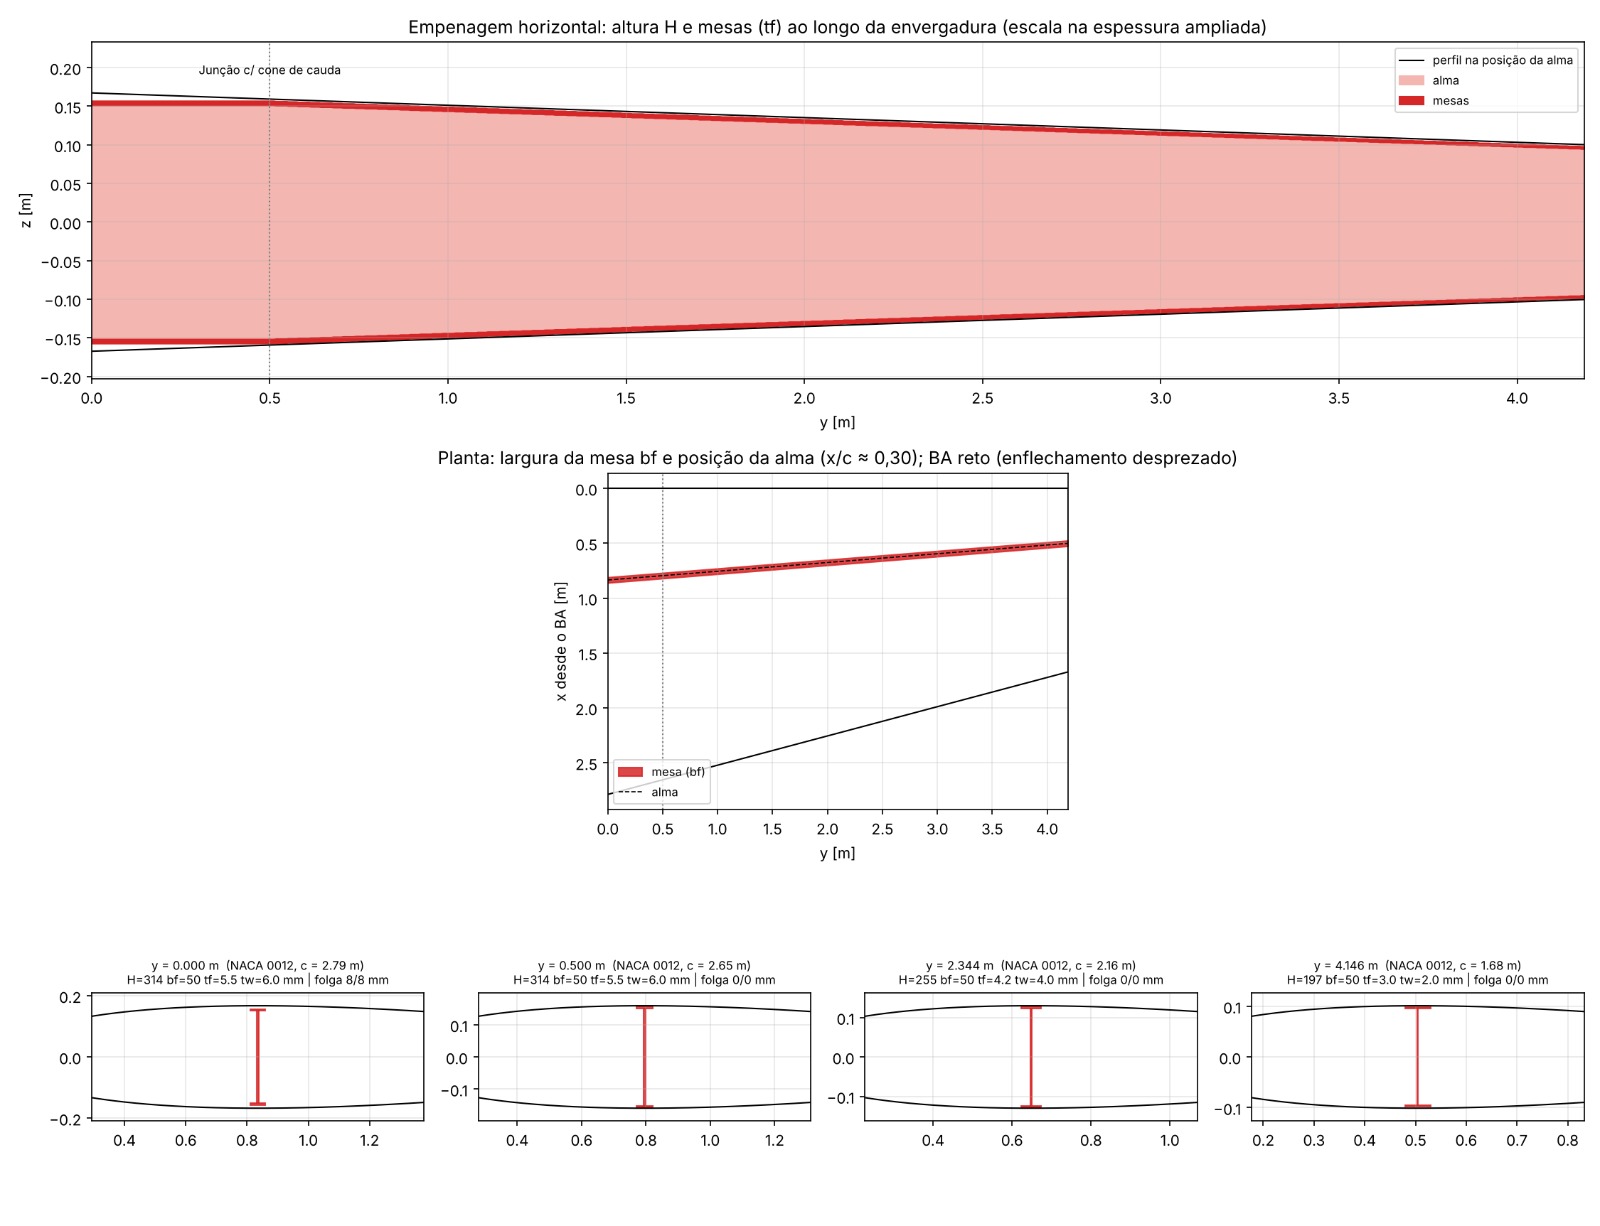 Empenagem horizontal: altura H e mesas (tf) ao longo da envergadura (escala na espessura ampliada)
Junção c/ cone de cauda
perfil na posição da alma
alma
mesas
z [m]
0.20
0.15
0.10
0.05
0.00
−0.05
−0.10
−0.15
−0.20
0.0 0.5 1.0 1.5 2.0 2.5 3.0 3.5 4.0
y [m]
Planta: largura da mesa bf e posição da alma (x/c ≈ 0,30); BA reto (enflechamento desprezado)
x desde o BA [m]
0.0
0.5
1.0
1.5
2.0
2.5
mesa (bf)
alma
0.0 0.5 1.0 1.5 2.0 2.5 3.0 3.5 4.0
y [m]
y = 0.000 m (NACA 0012, c = 2.79 m)
H=314 bf=50 tf=5.5 tw=6.0 mm | folga 8/8 mm
0.2
0.0
−0.2
0.4 0.6 0.8 1.0 1.2
y = 0.500 m (NACA 0012, c = 2.65 m)
H=314 bf=50 tf=5.5 tw=6.0 mm | folga 0/0 mm
0.1
0.0
−0.1
0.4 0.6 0.8 1.0 1.2
y = 2.344 m (NACA 0012, c = 2.16 m)
H=255 bf=50 tf=4.2 tw=4.0 mm | folga 0/0 mm
0.1
0.0
−0.1
0.4 0.6 0.8 1.0
y = 4.146 m (NACA 0012, c = 1.68 m)
H=197 bf=50 tf=3.0 tw=2.0 mm | folga 0/0 mm
0.1
0.0
−0.1
0.2 0.3 0.4 0.5 0.6 0.7 0.8